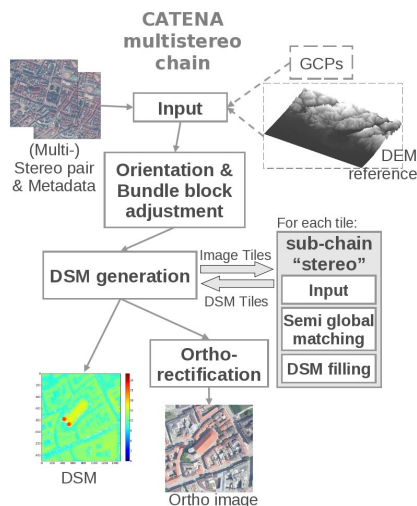 CATENA
multistereo
chain
GCPs
Input
(Multi-)
Stereo pair
& Metadata
DEM
reference
Orientation &
Bundle block
adjustment
For each tile:
sub-chain
"stereo"
Image Tiles
DSM generation
DSM Tiles
Input
Semi global
matching
DSM filling
Ortho-
rectification
DSM
Ortho image